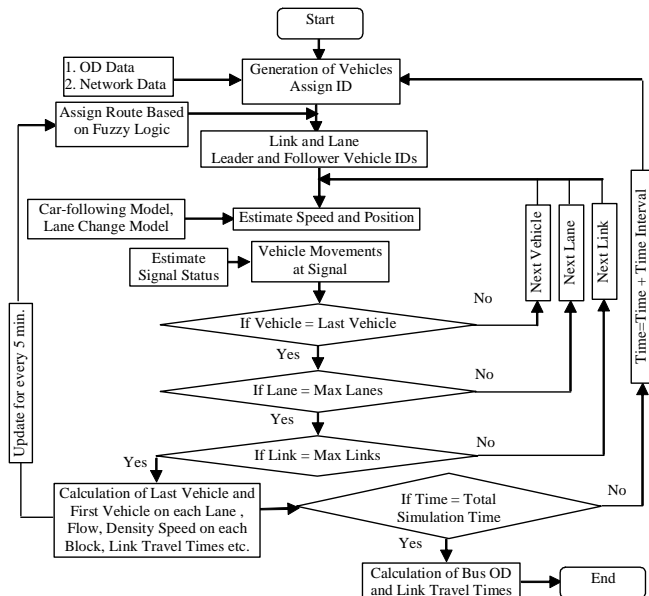 Start
1. OD Data
2. Network Data
Generation of Vehicles
Assign ID
Assign Route Based
on Fuzzy Logic
Link and Lane
Leader and Follower Vehicle IDs
Car-following Model,
Lane Change Model
Estimate Speed and Position
Estimate
Signal Status
Vehicle Movements
at Signal
Next Vehicle
Next Lane
Next Link
Time=Time + Time Interval
If Vehicle = Last Vehicle
No
Yes
If Lane = Max Lanes
No
Yes
If Link = Max Links
No
Yes
Update for every 5 min.
Calculation of Last Vehicle and
First Vehicle on each Lane ,
Flow, Density Speed on each
Block, Link Travel Times etc.
If Time = Total
Simulation Time
No
Yes
Calculation of Bus OD
and Link Travel Times
End